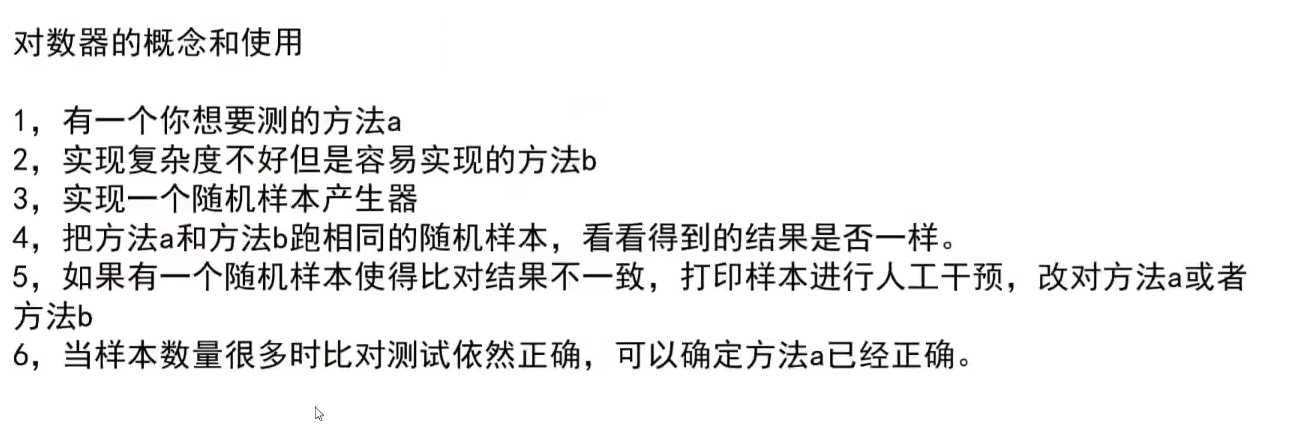 对数器的概念和使用
1，有一个你想要测的方法a
2，实现复杂度不好但是容易实现的方法b
3，实现一个随机样本产生器
4，把方法a和方法b跑相同的随机样本，看看得到的结果是否一样。
5，如果有一个随机样本使得比对结果不一致，打印样本进行人工干预，改对方法a或者
方法b
6，当样本数量很多时比对测试依然正确，可以确定方法a已经正确。